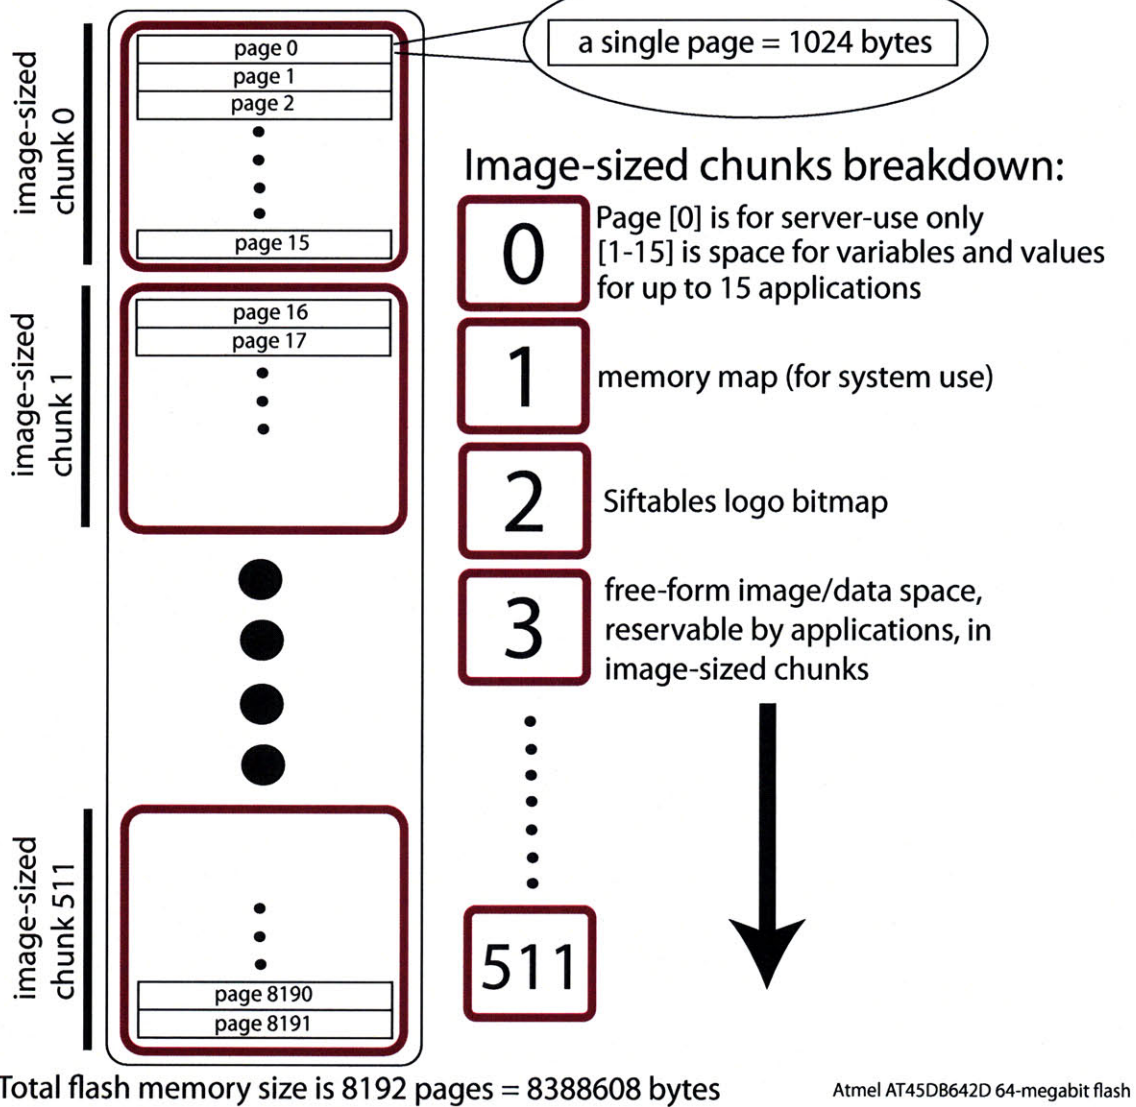 image-sized
chunk 0
page 0
page 1
page 2
page 15
a single page = 1024 bytes
image-sized
chunk 1
page 16
page 17
image-sized
chunk 511
page 8190
page 8191
Image-sized chunks breakdown:
0
Page [0] is for server-use only
[1-15] is space for variables and values
for up to 15 applications
1
memory map (for system use)
2
Siftables logo bitmap
3
free-form image/data space,
reservable by applications, in
image-sized chunks
511
Total flash memory size is 8192 pages = 8388608 bytes
Atmel AT45DB642D 64-megabit flash